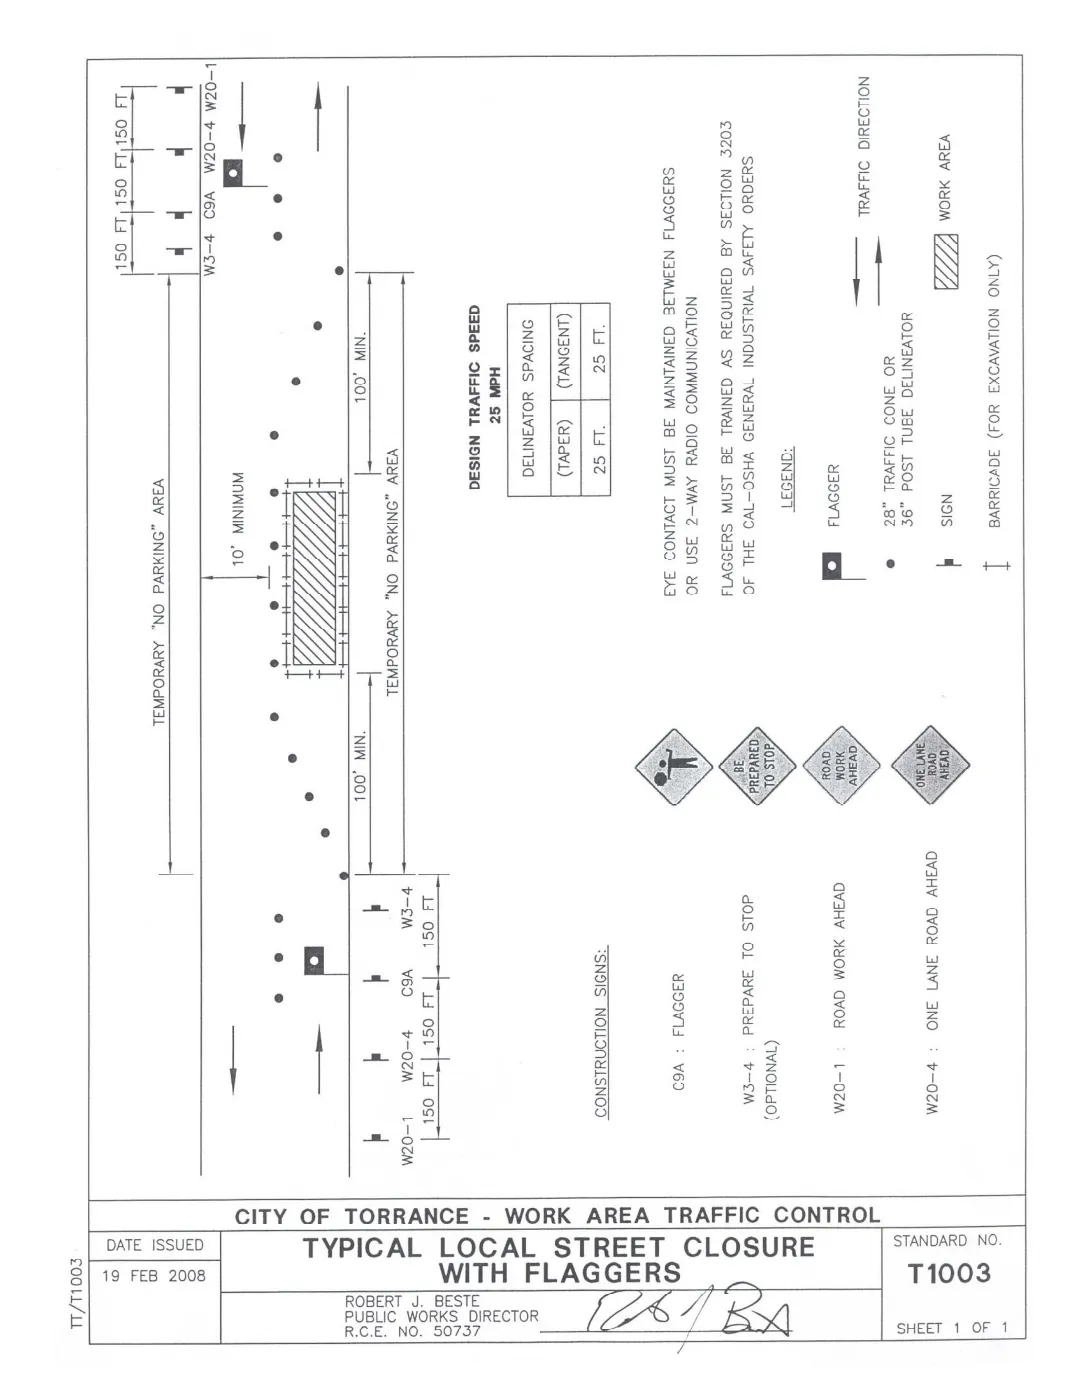 150 FT
150 FT
150 FT
W3-4
C9A
W20-4
W20-1
TEMPORARY "NO PARKING" AREA
10' MINIMUM
100' MIN.
100' MIN.
TEMPORARY "NO PARKING" AREA
W20-1
W20-4
C9A
W3-4
150 FT
150 FT
150 FT
DESIGN TRAFFIC SPEED
25 MPH
DELINEATOR SPACING
(TAPER) (TANGENT)
25 FT. 25 FT.
EYE CONTACT MUST BE MAINTAINED BETWEEN FLAGGERS
OR USE 2-WAY RADIO COMMUNICATION
FLAGGERS MUST BE TRAINED AS REQUIRED BY SECTION 3203
OF THE CAL-OSHA GENERAL INDUSTRIAL SAFETY ORDERS
LEGEND:
FLAGGER
TRAFFIC DIRECTION
28" TRAFFIC CONE OR
36" POST TUBE DELINEATOR
SIGN
WORK AREA
BARRICADE (FOR EXCAVATION ONLY)
CONSTRUCTION SIGNS:
C9A : FLAGGER
W3-4 : PREPARE TO STOP
(OPTIONAL)
BE
PREPARED
TO STOP
W20-1 : ROAD WORK AHEAD
ROAD
WORK
AHEAD
W20-4 : ONE LANE ROAD AHEAD
ONE LANE
ROAD
AHEAD
CITY OF TORRANCE - WORK AREA TRAFFIC CONTROL
DATE ISSUED
19 FEB 2008
TYPICAL LOCAL STREET CLOSURE
WITH FLAGGERS
ROBERT J. BESTE
PUBLIC WORKS DIRECTOR
R.C.E. NO. 50737
STANDARD NO.
T1003
SHEET 1 OF 1
TT/T1003